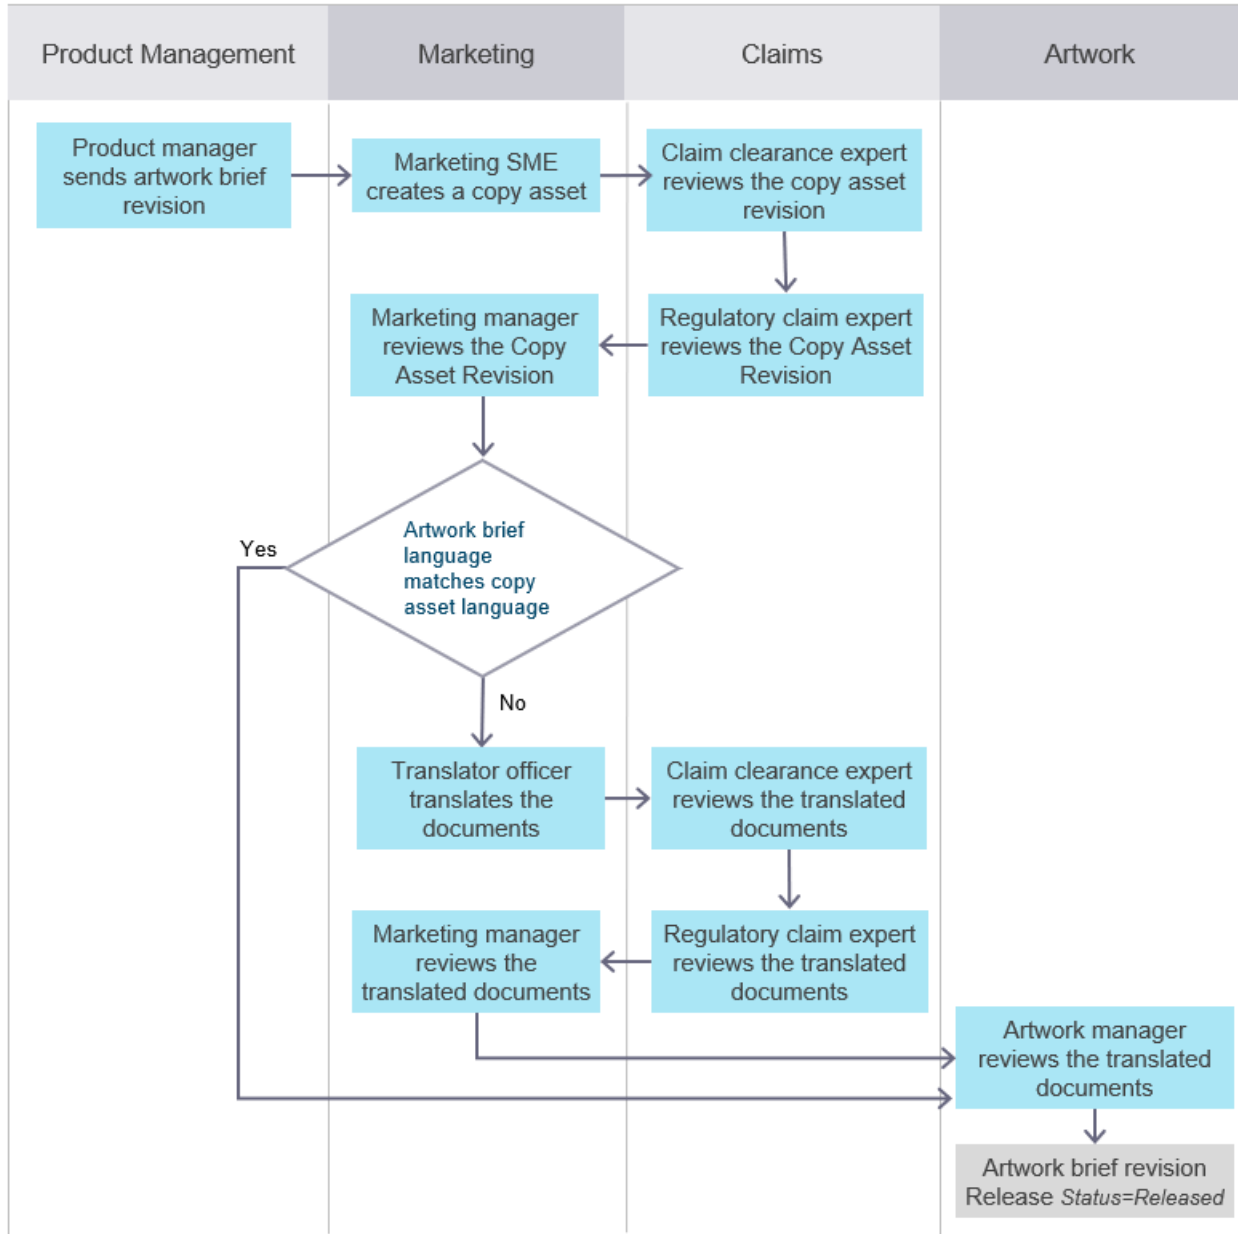 Product Management
Marketing
Claims
Artwork
Product manager
sends artwork brief
revision
Marketing SME
creates a copy asset
Claim clearance expert
reviews the copy asset
revision
Marketing manager
reviews the Copy
Asset Revision
Regulatory claim expert
reviews the Copy Asset
Revision
Artwork brief
language
matches copy
asset language
Yes
No
Translator officer
translates the
documents
Claim clearance expert
reviews the translated
documents
Marketing manager
reviews the
translated documents
Regulatory claim expert
reviews the translated
documents
Artwork manager
reviews the translated
documents
Artwork brief revision
Release Status=Released